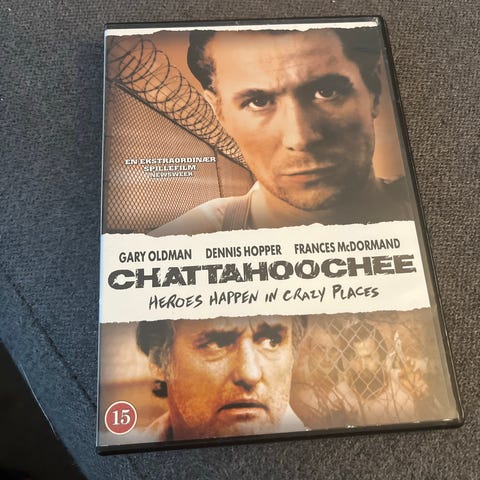 EN EKSTRAORDINÆR
SPILLEFILM
NEWSWEEK
GARY OLDMAN DENNIS HOPPER FRANCES McDORMAND
CHATTAHOOCHEE
HEROES HAPPEN IN CRAZY PLACES
15